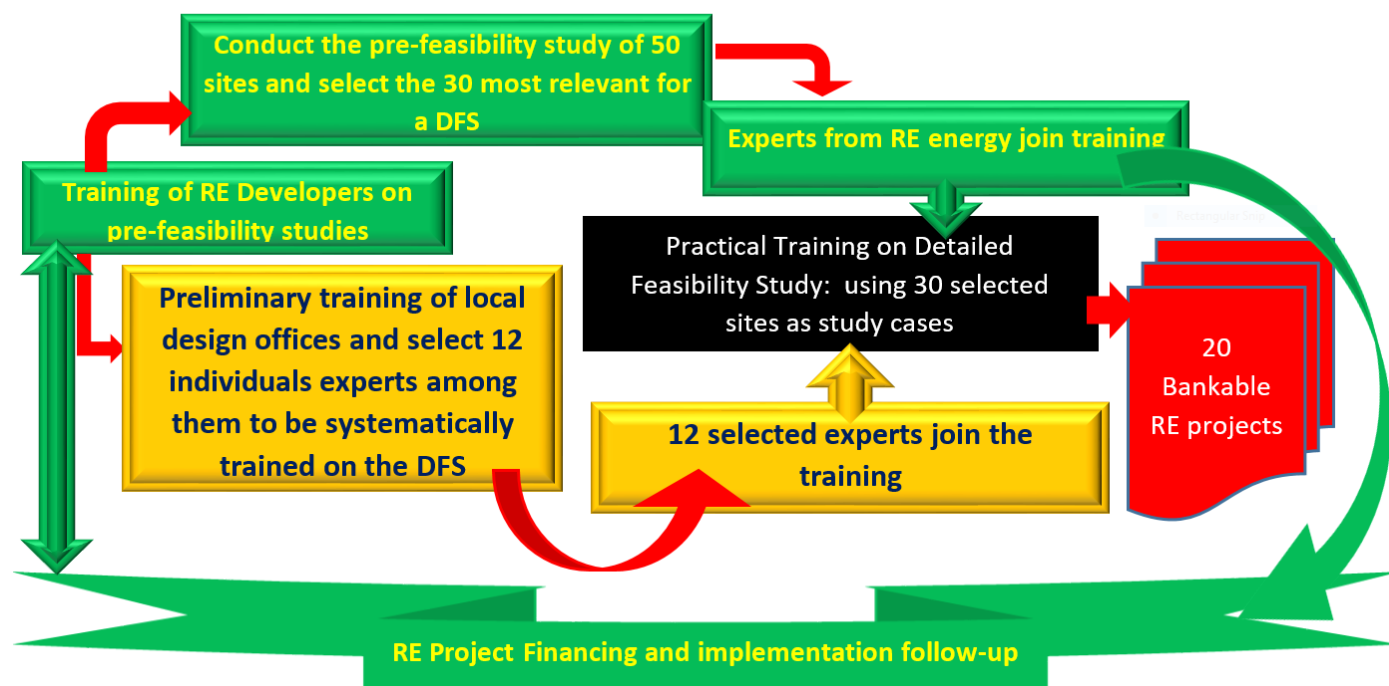 Conduct the pre-feasibility study of 50
sites and select the 30 most relevant for
a DFS
Experts from RE energy join training
Training of RE Developers on
pre-feasibility studies
Rectangular Snip
Practical Training on Detailed
Feasibility Study: using 30 selected
sites as study cases
Preliminary training of local
design offices and select 12
individuals experts among
them to be systematically
trained on the DFS
12 selected experts join the
training
20
Bankable
RE projects
RE Project Financing and implementation follow-up